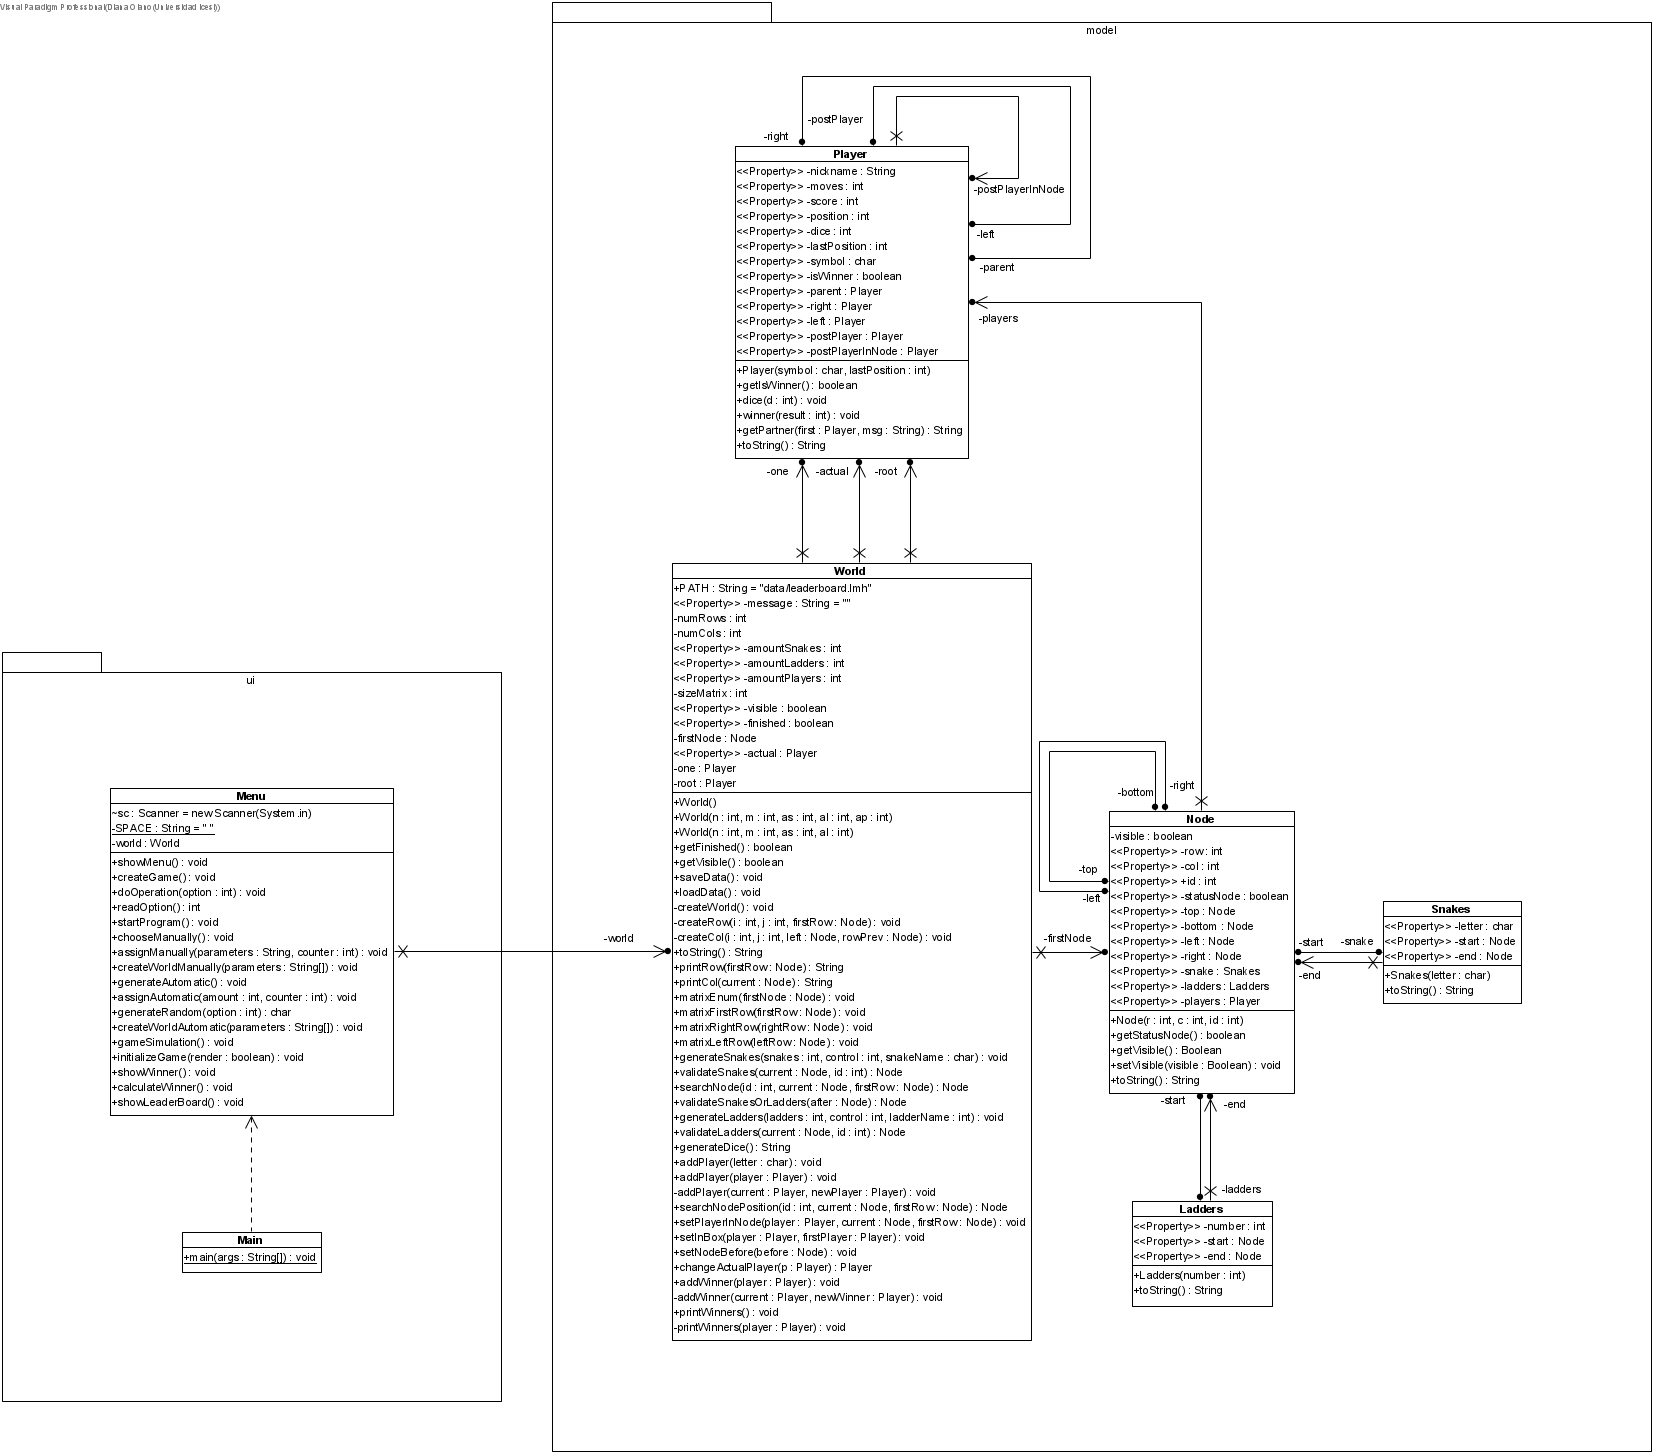 Visual Paradigm Professional(Diana Olano(Universidad Icesi))
model
-postPlayer
-right
Player
<<Property>> -nickname : String
<<Property>> -moves : int
<<Property>> -score : int
<<Property>> -position : int
<<Property>> -dice : int
<<Property>> -lastPosition : int
<<Property>> -symbol : char
<<Property>> -isWinner : boolean
<<Property>> -parent : Player
<<Property>> -right : Player
<<Property>> -left : Player
<<Property>> -postPlayer : Player
<<Property>> -postPlayerInNode : Player
+Player(symbol : char, lastPosition : int)
+getIsWinner() : boolean
+dice(d : int) : void
+winner(result : int) : void
+getPartner(first : Player, msg : String) : String
+toString() : String
-postPlayerInNode
-left
-parent
-players
-one
-actual
-root
World
+PATH : String = "data/leaderboard.lmh"
<<Property>> -message : String = ""
-numRows : int
-numCols : int
<<Property>> -amountSnakes : int
<<Property>> -amountLadders : int
<<Property>> -amountPlayers : int
-sizeMatrix : int
<<Property>> -visible : boolean
<<Property>> -finished : boolean
-firstNode : Node
<<Property>> -actual : Player
-one : Player
-root : Player
+World()
+World(n : int, m : int, as : int, al : int, ap : int)
+World(n : int, m : int, as : int, al : int)
+getFinished() : boolean
+getVisible() : boolean
+saveData() : void
+loadData() : void
-createWorld() : void
-createRow(i : int, j : int, firstRow : Node) : void
-createCol(i : int, j : int, left : Node, rowPrev : Node) : void
+toString() : String
+printRow(firstRow : Node) : String
+printCol(current : Node) : String
+matrixEnum(firstNode : Node) : void
+matrixFirstRow(firstRow : Node) : void
+matrixRightRow(rightRow : Node) : void
+matrixLeftRow(leftRow : Node) : void
+generateSnakes(snakes : int, control : int, snakeName : char) : void
+validateSnakes(current : Node, id : int) : Node
+searchNode(id : int, current : Node, firstRow : Node) : Node
+validateSnakesOrLadders(after : Node) : Node
+generateLadders(ladders : int, control : int, ladderName : int) : void
+validateLadders(current : Node, id : int) : Node
+generateDice() : String
+addPlayer(letter : char) : void
+addPlayer(player : Player) : void
-addPlayer(current : Player, newPlayer : Player) : void
+searchNodePosition(id : int, current : Node, firstRow : Node) : Node
+setPlayerInNode(player : Player, current : Node, firstRow : Node) : void
+setInBox(player : Player, firstPlayer : Player) : void
+setNodeBefore(before : Node) : void
+changeActualPlayer(p : Player) : Player
+addWinner(player : Player) : void
-addWinner(current : Player, newWinner : Player) : void
+printWinners() : void
-printWinners(player : Player) : void
ui
Menu
~sc : Scanner = new Scanner(System.in)
-SPACE : String = " "
-world : World
+showMenu() : void
+createGame() : void
+doOperation(option : int) : void
+readOption() : int
+startProgram() : void
+chooseManually() : void
+assignManually(parameters : String, counter : int) : void
+createWorldManually(parameters : String[]) : void
+generateAutomatic() : void
+assignAutomatic(amount : int, counter : int) : void
+generateRandom(option : int) : char
+createWorldAutomatic(parameters : String[]) : void
+gameSimulation() : void
+initializeGame(render : boolean) : void
+showWinner() : void
+calculateWinner() : void
+showLeaderBoard() : void
-world
Main
+main(args : String[]) : void
-firstNode
-bottom
-right
-top
-left
Node
-visible : boolean
<<Property>> -row : int
<<Property>> -col : int
<<Property>> +id : int
<<Property>> -statusNode : boolean
<<Property>> -top : Node
<<Property>> -bottom : Node
<<Property>> -left : Node
<<Property>> -right : Node
<<Property>> -snake : Snakes
<<Property>> -ladders : Ladders
<<Property>> -players : Player
+Node(r : int, c : int, id : int)
+getStatusNode() : boolean
+getVisible() : Boolean
+setVisible(visible : Boolean) : void
+toString() : String
-start
-snake
-end
Snakes
<<Property>> -letter : char
<<Property>> -start : Node
<<Property>> -end : Node
+Snakes(letter : char)
+toString() : String
-start
-end
-ladders
Ladders
<<Property>> -number : int
<<Property>> -start : Node
<<Property>> -end : Node
+Ladders(number : int)
+toString() : String